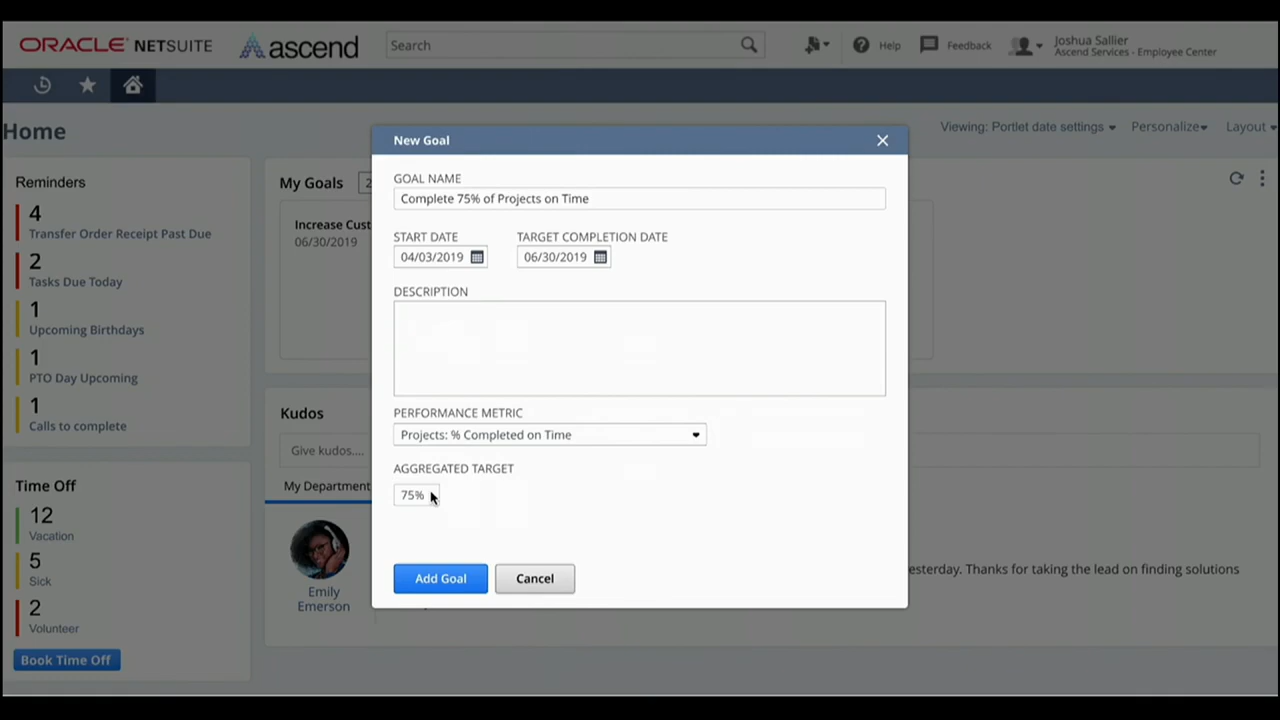 ORACLE NETSUITE
ascend
Search
Help
Feedback
Joshua Sallier
Ascend Services - Employee Center
Home
Viewing: Portlet date settings
Personalize
Layout
Reminders
4
Transfer Order Receipt Past Due
2
Tasks Due Today
1
Upcoming Birthdays
1
PTO Day Upcoming
1
Calls to complete
Time Off
12
Vacation
5
Sick
2
Volunteer
Book Time Off
My Goals
2
Increase Cust
06/30/2019
Kudos
Give kudos....
My Department
Emily
Emerson
esterday. Thanks for taking the lead on finding solutions
New Goal
GOAL NAME
Complete 75% of Projects on Time
START DATE
TARGET COMPLETION DATE
04/03/2019
06/30/2019
DESCRIPTION
PERFORMANCE METRIC
Projects: % Completed on Time
AGGREGATED TARGET
75%
Add Goal
Cancel